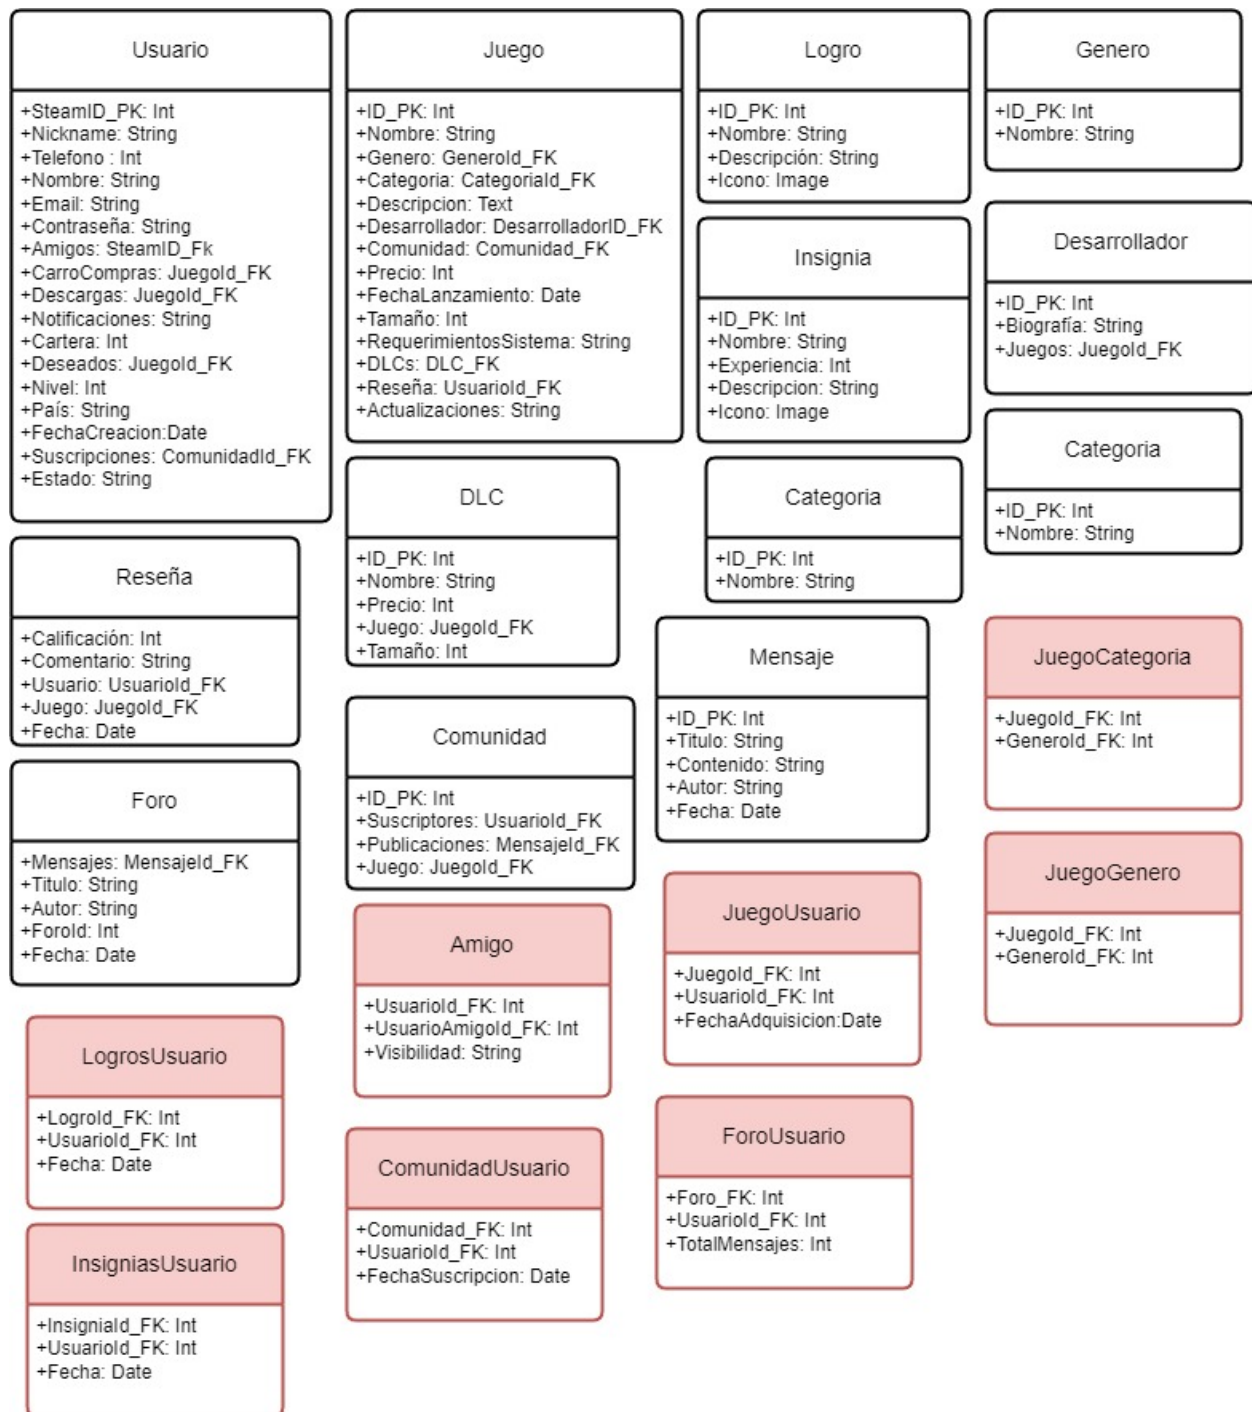 Usuario
+SteamID_PK: Int
+Nickname: String
+Telefono : Int
+Nombre: String
+Email: String
+Contraseña: String
+Amigos: SteamID_Fk
+CarroCompras: JuegoId_FK
+Descargas: JuegoId_FK
+Notificaciones: String
+Cartera: Int
+Deseados: JuegoId_FK
+Nivel: Int
+País: String
+FechaCreacion:Date
+Suscripciones: ComunidadId_FK
+Estado: String
Juego
+ID_PK: Int
+Nombre: String
+Genero: GeneroId_FK
+Categoria: CategoriaId_FK
+Descripcion: Text
+Desarrollador: DesarrolladorID_FK
+Comunidad: Comunidad_FK
+Precio: Int
+FechaLanzamiento: Date
+Tamaño: Int
+RequerimientosSistema: String
+DLCs: DLC_FK
+Reseña: UsuarioId_FK
+Actualizaciones: String
Logro
+ID_PK: Int
+Nombre: String
+Descripción: String
+Icono: Image
Genero
+ID_PK: Int
+Nombre: String
Insignia
+ID_PK: Int
+Nombre: String
+Experiencia: Int
+Descripcion: String
+Icono: Image
Desarrollador
+ID_PK: Int
+Biografía: String
+Juegos: JuegoId_FK
Categoria
+ID_PK: Int
+Nombre: String
DLC
+ID_PK: Int
+Nombre: String
+Precio: Int
+Juego: JuegoId_FK
+Tamaño: Int
Categoria
+ID_PK: Int
+Nombre: String
Reseña
+Calificación: Int
+Comentario: String
+Usuario: UsuarioId_FK
+Juego: JuegoId_FK
+Fecha: Date
Mensaje
+ID_PK: Int
+Titulo: String
+Contenido: String
+Autor: String
+Fecha: Date
JuegoCategoria
+JuegoId_FK: Int
+GeneroId_FK: Int
Comunidad
+ID_PK: Int
+Suscriptores: UsuarioId_FK
+Publicaciones: MensajeId_FK
+Juego: JuegoId_FK
Foro
+Mensajes: MensajeId_FK
+Titulo: String
+Autor: String
+ForoId: Int
+Fecha: Date
JuegoGenero
+JuegoId_FK: Int
+GeneroId_FK: Int
JuegoUsuario
+JuegoId_FK: Int
+UsuarioId_FK: Int
+FechaAdquisicion:Date
Amigo
+UsuarioId_FK: Int
+UsuarioAmigoId_FK: Int
+Visibilidad: String
LogrosUsuario
+LogroId_FK: Int
+UsuarioId_FK: Int
+Fecha: Date
ForoUsuario
+Foro_FK: Int
+UsuarioId_FK: Int
+TotalMensajes: Int
ComunidadUsuario
+Comunidad_FK: Int
+UsuarioId_FK: Int
+FechaSuscripcion: Date
InsigniasUsuario
+InsigniaId_FK: Int
+UsuarioId_FK: Int
+Fecha: Date